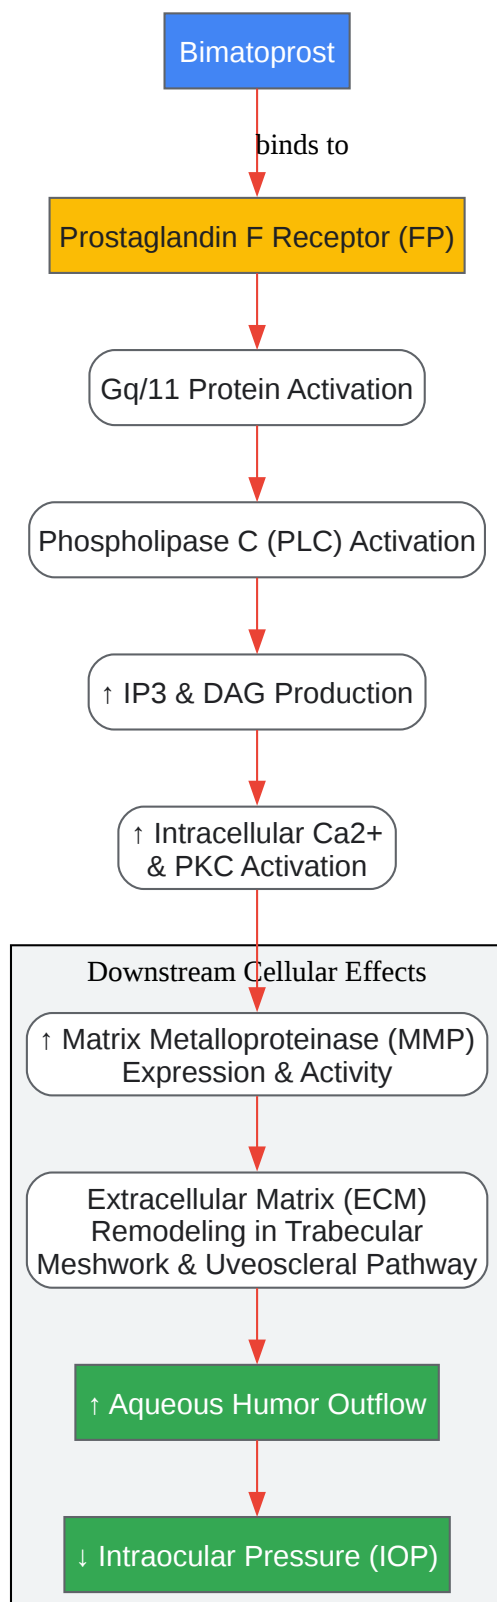 Bimatoprost
binds to
Prostaglandin F Receptor (FP)
Gq/11 Protein Activation
Phospholipase C (PLC) Activation
↑ IP3 & DAG Production
↑ Intracellular Ca2+
& PKC Activation
Downstream Cellular Effects
↑ Matrix Metalloproteinase (MMP)
Expression & Activity
Extracellular Matrix (ECM)
Remodeling in Trabecular
Meshwork & Uveoscleral Pathway
↑ Aqueous Humor Outflow
↓ Intraocular Pressure (IOP)